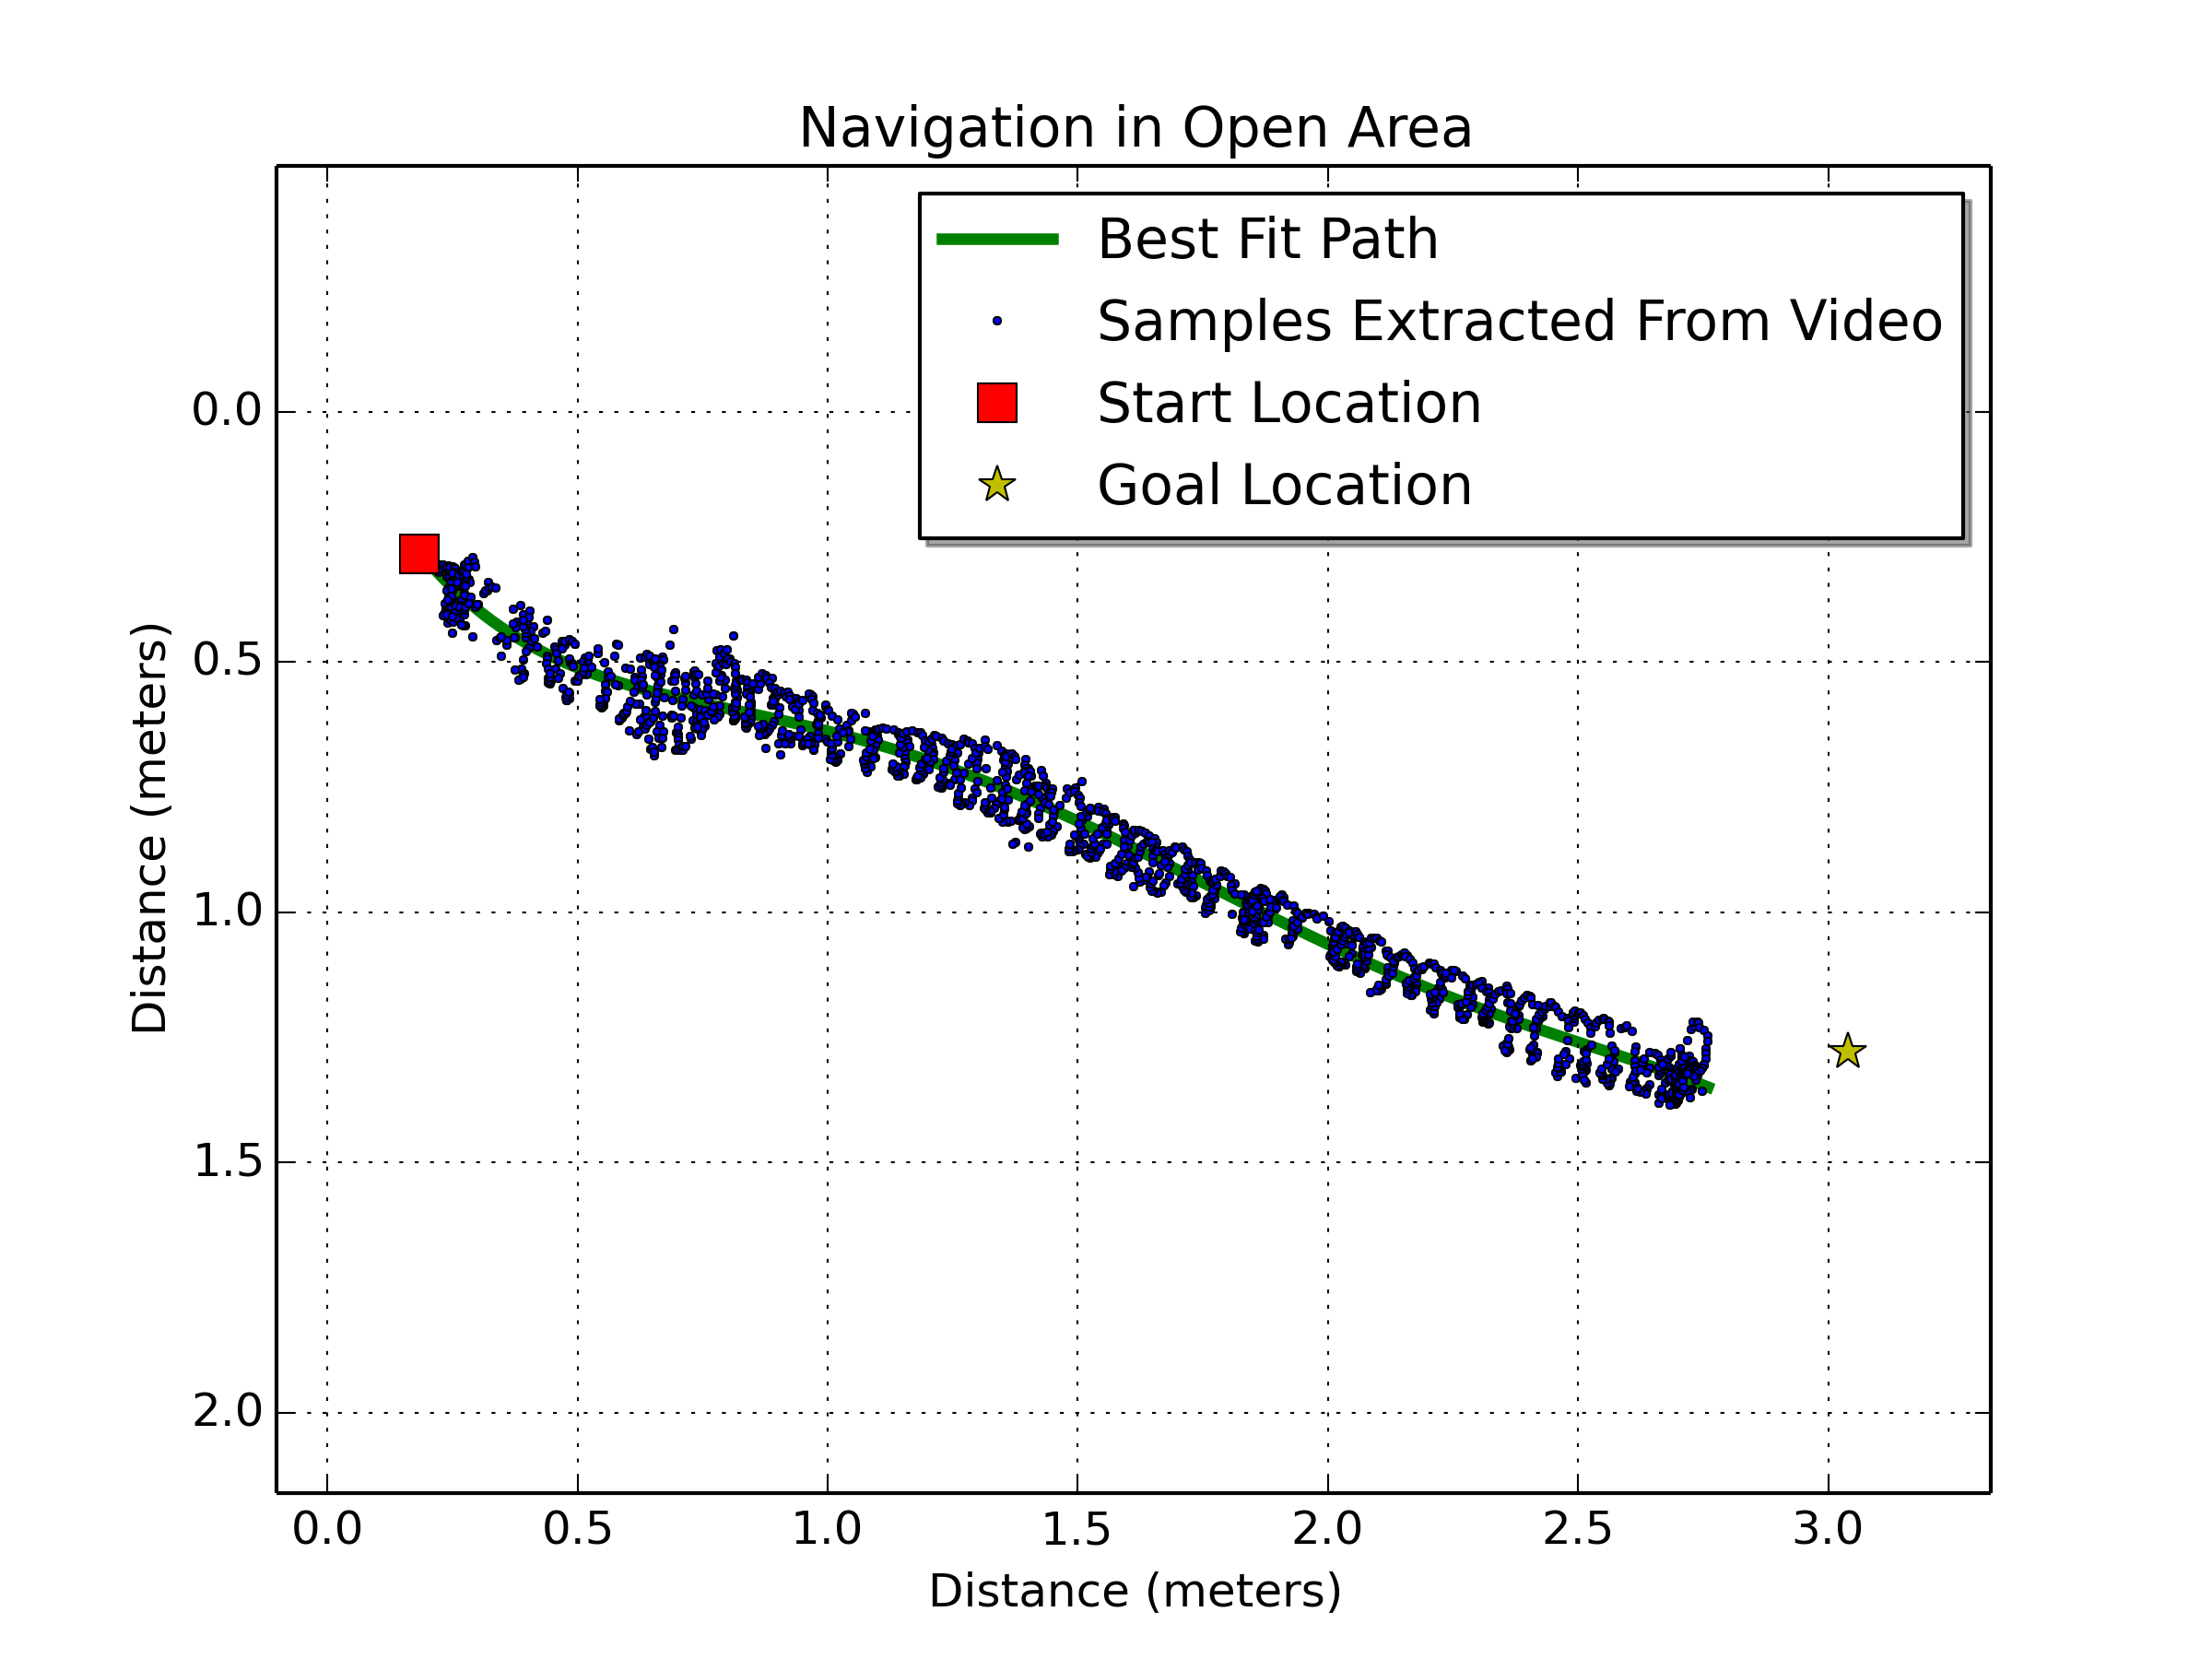 Navigation in Open Area
Best Fit Path
Samples Extracted From Video
Start Location
Goal Location
0.0
0.5
1.0
1.5
2.0
Distance (meters)
0.0 0.5 1.0 1.5 2.0 2.5 3.0
Distance (meters)